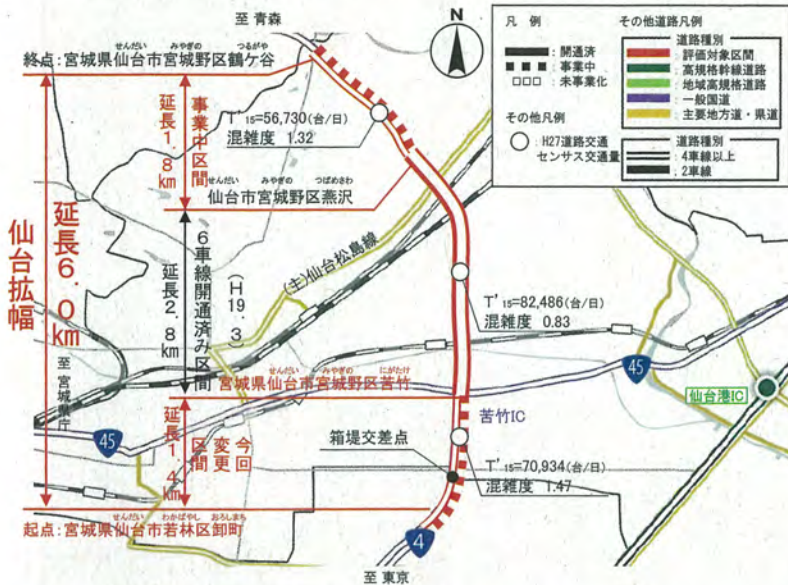 至 青森
N
せんだい みやぎの つるがや
終点:宮城県仙台市宮城野区鶴ケ谷
凡 例
開通済
事業中
未事業化
その他凡例
H27道路交通
センサス交通量
その他道路凡例
道路種別
評価対象区間
高規格幹線道路
地域高規格道路
一般国道
主要地方道・県道
道路種別
4車線以上
2車線
仙台拡幅
延長6.0km
事業中区間
延長1.8km
T'15=56,730(台/日)
混雑度 1.32
せんだい みやぎの つばめさわ
仙台市宮城野区燕沢
6車線開通済み区間
(H19.3)
延長2.8km
(主)仙台松島線
T'15=82,486(台/日)
混雑度 0.83
至 宮城県庁
せんだい みやぎの にがたけ
宮城県仙台市宮城野区苦竹
45
45
仙台港IC
苦竹IC
今回変更区間
延長1.4km
箱堤交差点
T'15=70,934(台/日)
混雑度 1.47
せんだい わかばやし おろしまち
起点:宮城県仙台市若林区卸町
4
至 東京